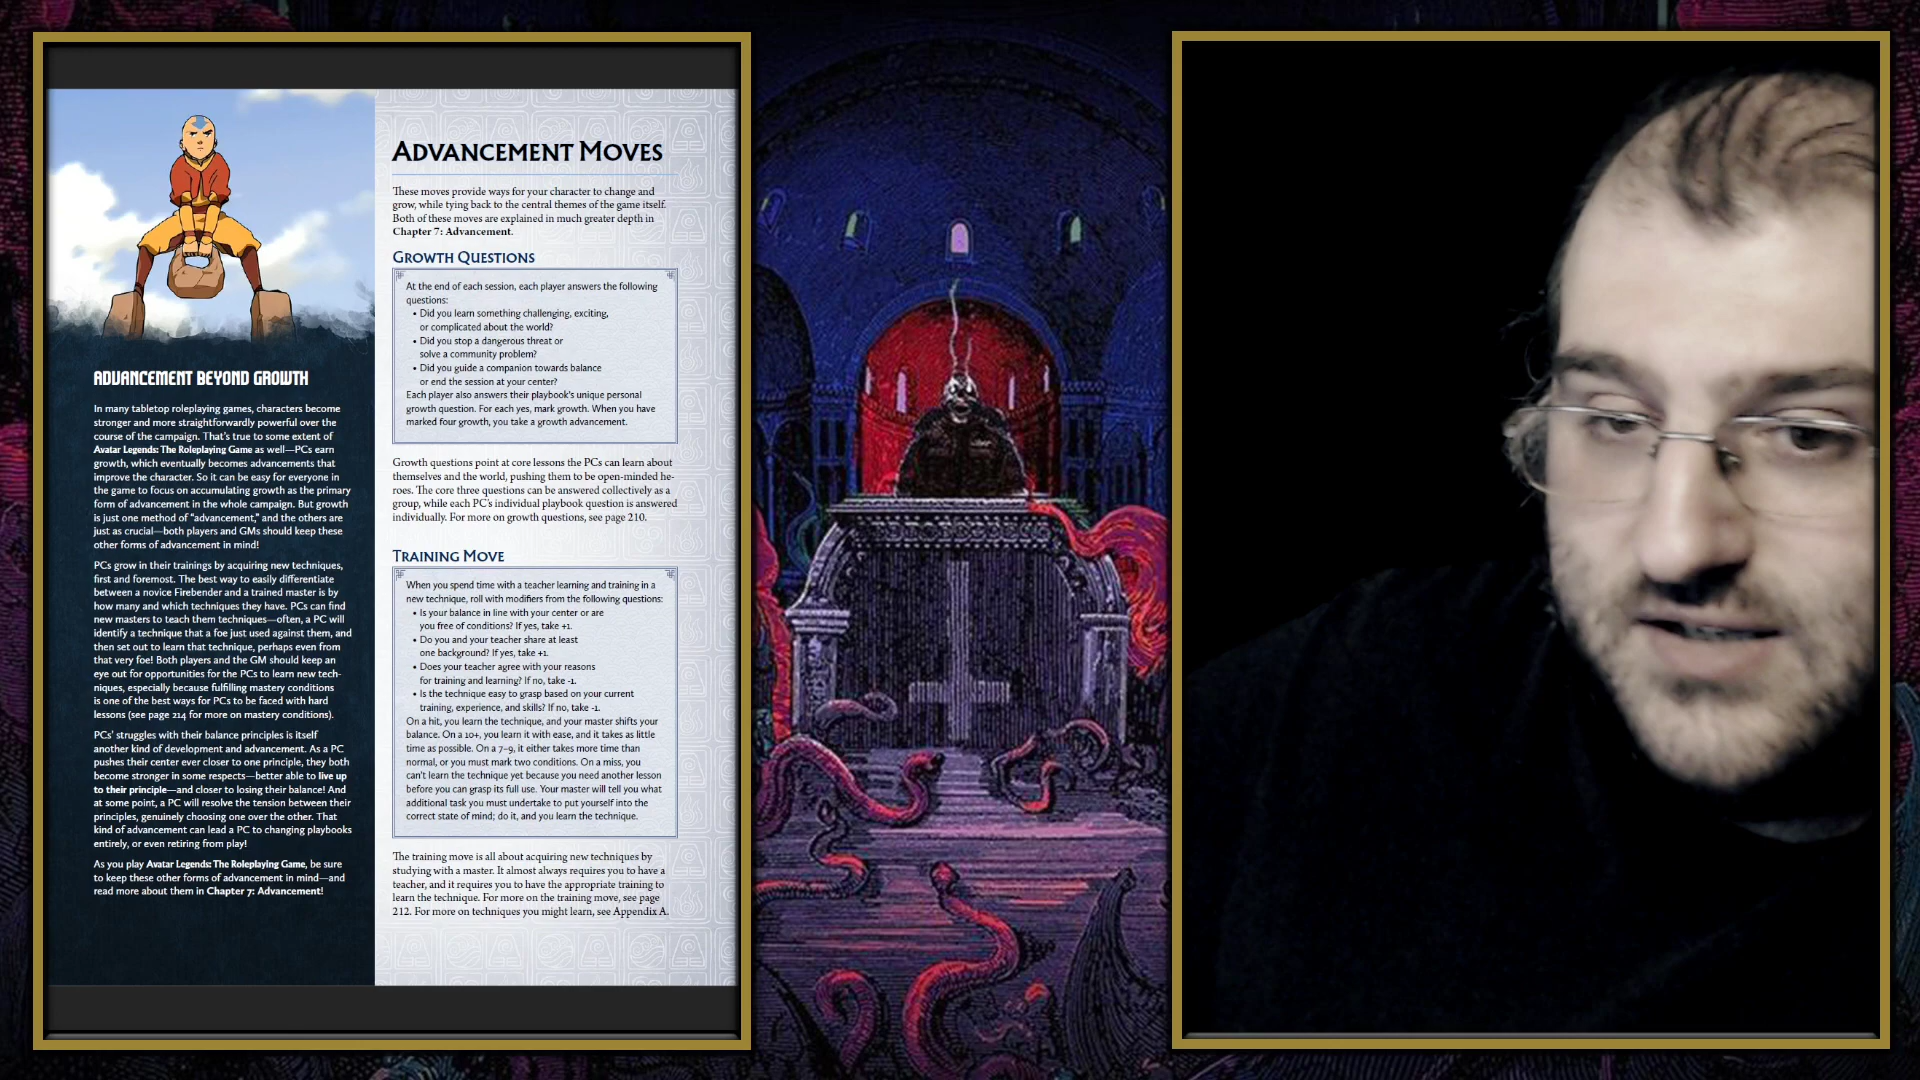 ADVANCEMENT BEYOND GROWTH
In many tabletop roleplaying games, characters become
stronger and more straightforwardly powerful over the
course of the campaign. That's true to some extent of
Avatar Legends: The Roleplaying Game as well—PCs earn
growth, which eventually becomes advancements that
improve the character. So it can be easy for everyone in
the game to focus on accumulating growth as the primary
form of advancement in the whole campaign. But growth
is just one method of "advancement," and the others are
just as crucial—both players and GMs should keep these
other forms of advancement in mind!
PCs grow in their trainings by acquiring new techniques,
first and foremost. The best way to easily differentiate
between a novice Firebender and a trained master is by
how many and which techniques they have. PCs can find
new masters to teach them techniques—often, a PC will
identify a technique that a foe just used against them, and
then set out to learn that technique, perhaps even from
that very foe! Both players and the GM should keep an
eye out for opportunities for the PCs to learn new tech-
niques, especially because fulfilling mastery conditions
is one of the best ways for PCs to be faced with hard
lessons (see page 214 for more on mastery conditions).
PCs' struggles with their balance principles is itself
another kind of development and advancement. As a PC
pushes their center ever closer to one principle, they both
become stronger in some respects—better able to live up
to their principle—and closer to losing their balance! And
at some point, a PC will resolve the tension between their
principles, genuinely choosing one over the other. That
kind of advancement can lead a PC to changing playbooks
entirely, or even retiring from play!
As you play Avatar Legends: The Roleplaying Game, be sure
to keep these other forms of advancement in mind—and
read more about them in Chapter 7: Advancement!
ADVANCEMENT MOVES
These moves provide ways for your character to change and
grow, while tying back to the central themes of the game itself.
Both of these moves are explained in much greater depth in
Chapter 7: Advancement.
GROWTH QUESTIONS
At the end of each session, each player answers the following
questions:
• Did you learn something challenging, exciting,
or complicated about the world?
• Did you stop a dangerous threat or
solve a community problem?
• Did you guide a companion towards balance
or end the session at your center?
Each player also answers their playbook's unique personal
growth question. For each yes, mark growth. When you have
marked four growth, you take a growth advancement.
Growth questions point at core lessons the PCs can learn about
themselves and the world, pushing them to be open-minded he-
roes. The core three questions can be answered collectively as a
group, while each PC's individual playbook question is answered
individually. For more on growth questions, see page 210.
TRAINING MOVE
When you spend time with a teacher learning and training in a
new technique, roll with modifiers from the following questions:
• Is your balance in line with your center or are
you free of conditions? If yes, take +1.
• Do you and your teacher share at least
one background? If yes, take +1.
• Does your teacher agree with your reasons
for training and learning? If no, take -1.
• Is the technique easy to grasp based on your current
training, experience, and skills? If no, take -1.
On a hit, you learn the technique, and your master shifts your
balance. On a 10+, you learn it with ease, and it takes as little
time as possible. On a 7–9, it either takes more time than
normal, or you must mark two conditions. On a miss, you
can't learn the technique yet because you need another lesson
before you can grasp its full use. Your master will tell you what
additional task you must undertake to put yourself into the
correct state of mind; do it, and you learn the technique.
The training move is all about acquiring new techniques by
studying with a master. It almost always requires you to have a
teacher, and it requires you to have the appropriate training to
learn the technique. For more on the training move, see page
212. For more on techniques you might learn, see Appendix A.